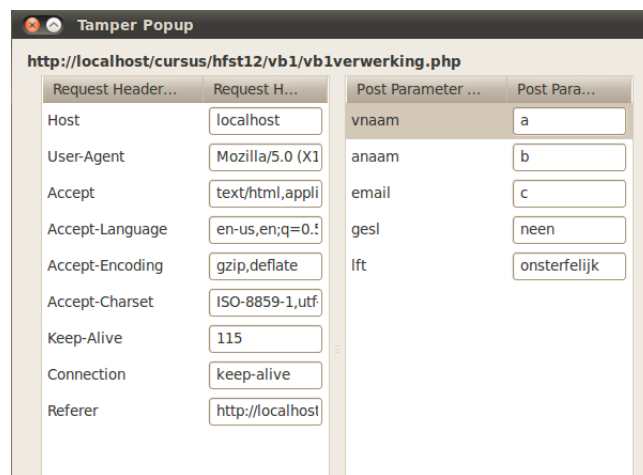 Tamper Popup
http://localhost/cursus/hfst12/vb1/vb1verwerking.php
Request Header... Request H... Post Parameter ... Post Para...
Host localhost vnaam a
User-Agent Mozilla/5.0 (X1 anaam b
Accept text/html,appli email c
Accept-Language en-us,en;q=0.5 gesl neen
Accept-Encoding gzip,deflate lft onsterfelijk
Accept-Charset ISO-8859-1,utf-
Keep-Alive 115
Connection keep-alive
Referer http://localhost